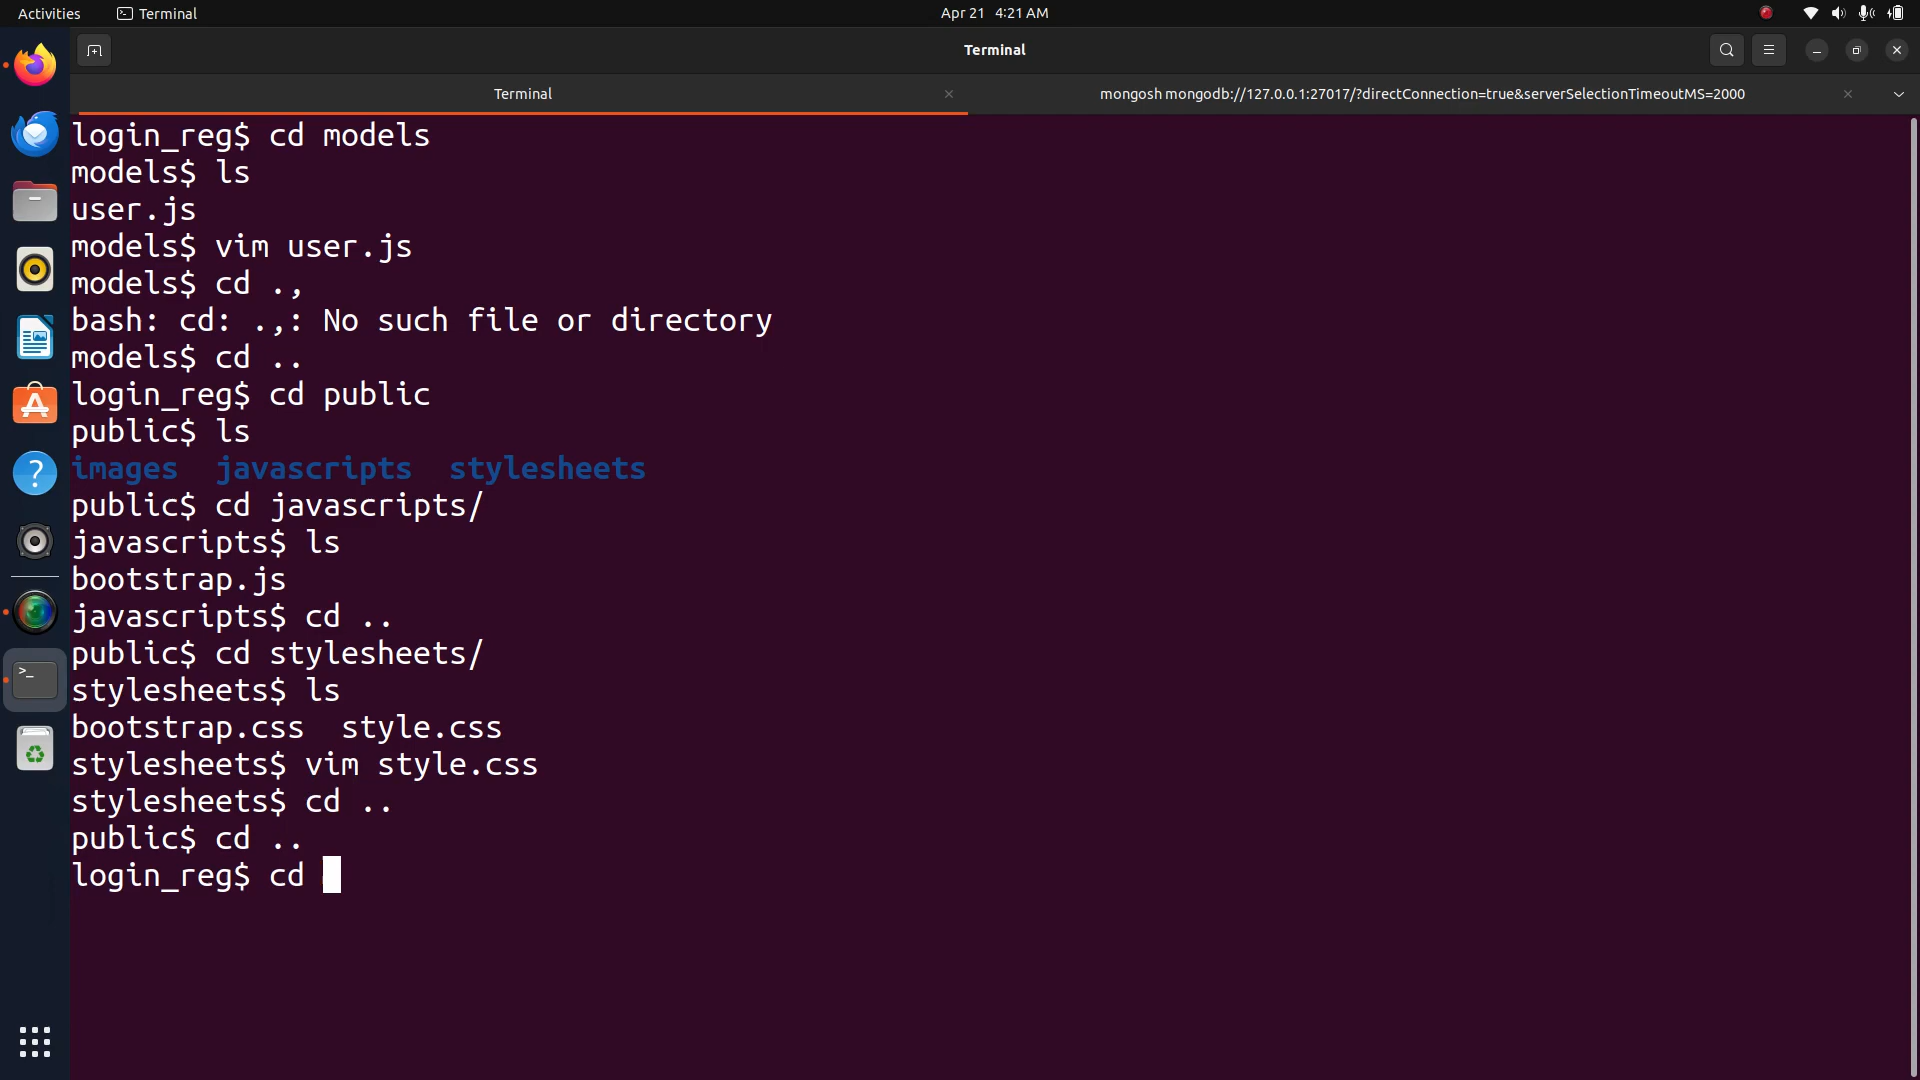 Activities Terminal Apr 21 4:21 AM
Terminal
Terminal mongosh mongodb://127.0.0.1:27017/?directConnection=true&serverSelectionTimeoutMS=2000
login_reg$ cd models
models$ ls
user.js
models$ vim user.js
models$ cd .,
bash: cd: .,: No such file or directory
models$ cd ..
login_reg$ cd public
public$ ls
images javascripts stylesheets
public$ cd javascripts/
javascripts$ ls
bootstrap.js
javascripts$ cd ..
public$ cd stylesheets/
stylesheets$ ls
bootstrap.css style.css
stylesheets$ vim style.css
stylesheets$ cd ..
public$ cd ..
login_reg$ cd